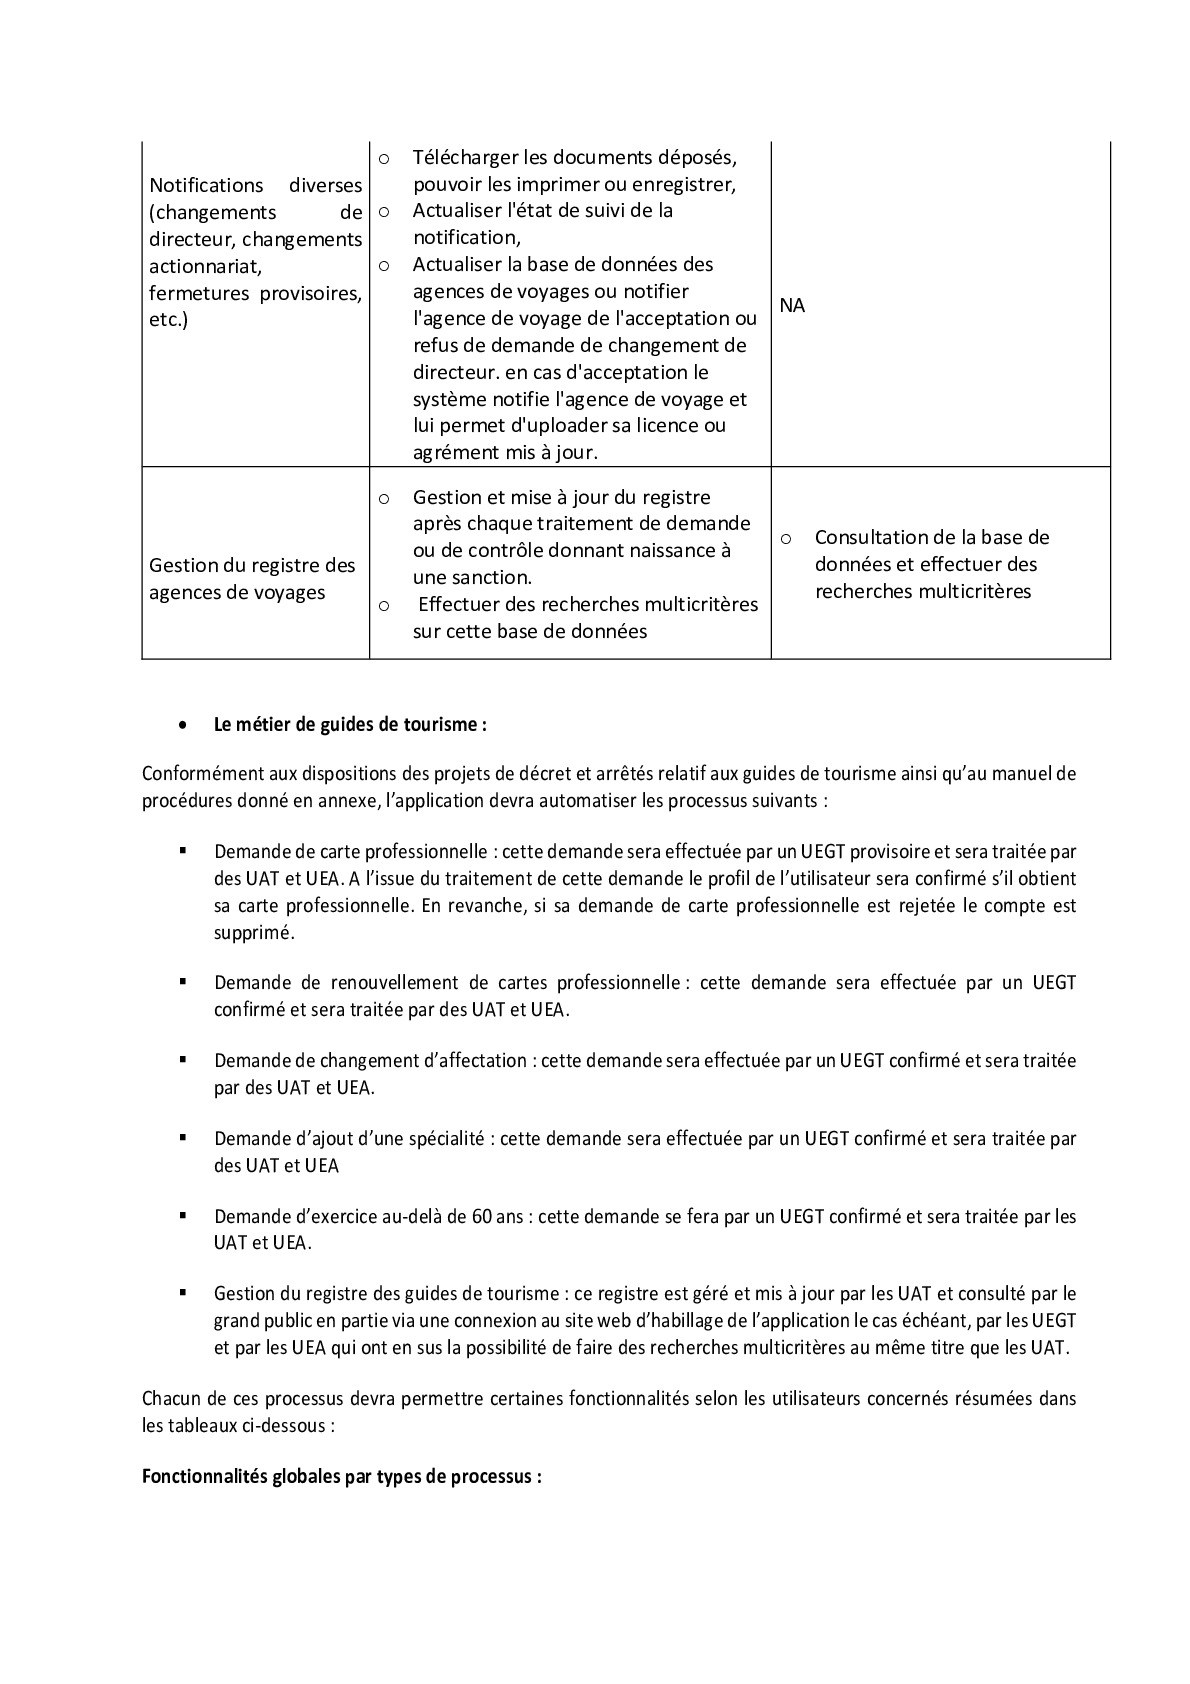 Notifications diverses
(changements de
directeur, changements
actionnariat,
fermetures provisoires,
etc.)
o Télécharger les documents déposés,
pouvoir les imprimer ou enregistrer,
o Actualiser l'état de suivi de la
notification,
o Actualiser la base de données des
agences de voyages ou notifier
l'agence de voyage de l'acceptation ou
refus de demande de changement de
directeur. en cas d'acceptation le
système notifie l'agence de voyage et
lui permet d'uploader sa licence ou
agrément mis à jour.
NA
Gestion du registre des
agences de voyages
o Gestion et mise à jour du registre
après chaque traitement de demande
ou de contrôle donnant naissance à
une sanction.
o Effectuer des recherches multicritères
sur cette base de données
o Consultation de la base de
données et effectuer des
recherches multicritères
• Le métier de guides de tourisme :
Conformément aux dispositions des projets de décret et arrêtés relatif aux guides de tourisme ainsi qu’au manuel de
procédures donné en annexe, l’application devra automatiser les processus suivants :
▪ Demande de carte professionnelle : cette demande sera effectuée par un UEGT provisoire et sera traitée par
des UAT et UEA. A l’issue du traitement de cette demande le profil de l’utilisateur sera confirmé s’il obtient
sa carte professionnelle. En revanche, si sa demande de carte professionnelle est rejetée le compte est
supprimé.
▪ Demande de renouvellement de cartes professionnelle : cette demande sera effectuée par un UEGT
confirmé et sera traitée par des UAT et UEA.
▪ Demande de changement d’affectation : cette demande sera effectuée par un UEGT confirmé et sera traitée
par des UAT et UEA.
▪ Demande d’ajout d’une spécialité : cette demande sera effectuée par un UEGT confirmé et sera traitée par
des UAT et UEA
▪ Demande d’exercice au-delà de 60 ans : cette demande se fera par un UEGT confirmé et sera traitée par les
UAT et UEA.
▪ Gestion du registre des guides de tourisme : ce registre est géré et mis à jour par les UAT et consulté par le
grand public en partie via une connexion au site web d’habillage de l’application le cas échéant, par les UEGT
et par les UEA qui ont en sus la possibilité de faire des recherches multicritères au même titre que les UAT.
Chacun de ces processus devra permettre certaines fonctionnalités selon les utilisateurs concernés résumées dans
les tableaux ci-dessous :
Fonctionnalités globales par types de processus :